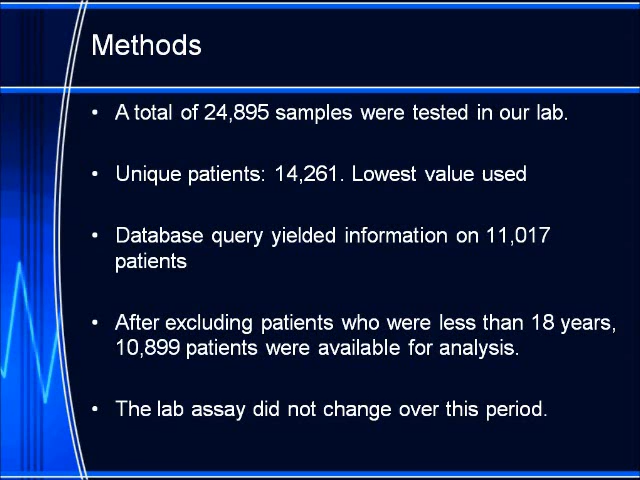 Methods
• A total of 24,895 samples were tested in our lab.
• Unique patients: 14,261. Lowest value used
• Database query yielded information on 11,017
patients
• After excluding patients who were less than 18 years,
10,899 patients were available for analysis.
• The lab assay did not change over this period.